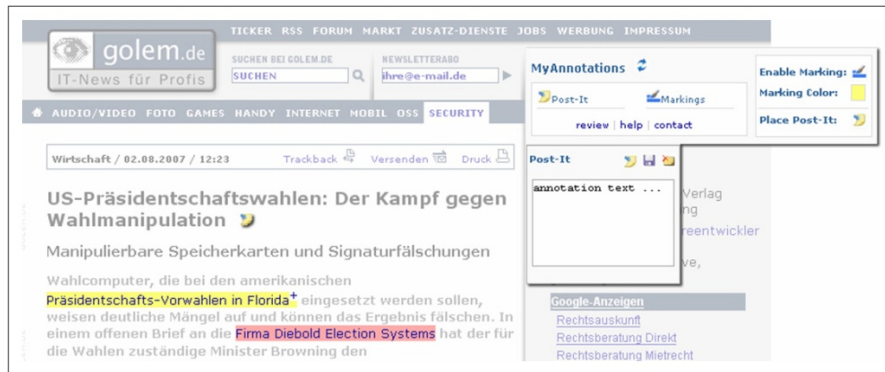 TICKER RSS FORUM MARKT ZUSATZ-DIENSTE JOBS WERBUNG IMPRESSUM
golem.de
IT-News für Profis
SUCHEN BEI GOLEM.DE
SUCHEN
NEWSLETTERABO
ihre@e-mail.de
AUDIO/VIDEO FOTO GAMES HANDY INTERNET MOBIL OSS SECURITY
MyAnnotations
Post-It Markings
review | help | contact
Enable Marking:
Marking Color:
Place Post-It:
Wirtschaft / 02.08.2007 / 12:23 Trackback Versenden Druck
US-Präsidentschaftswahlen: Der Kampf gegen
Wahlmanipulation
Manipulierbare Speicherkarten und Signaturfälschungen
Wahlcomputer, die bei den amerikanischen
Präsidentschafts-Vorwahlen in Florida+ eingesetzt werden sollen,
weisen deutliche Mängel auf und können das Ergebnis fälschen. In
einem offenen Brief an die Firma Diebold Election Systems hat der für
die Wahlen zuständige Minister Browning den
Post-It
annotation text ...
Verlag
ng
reentwickler
ve,
Google-Anzeigen
Rechtsauskunft
Rechtsberatung Direkt
Rechtsberatung Mietrecht